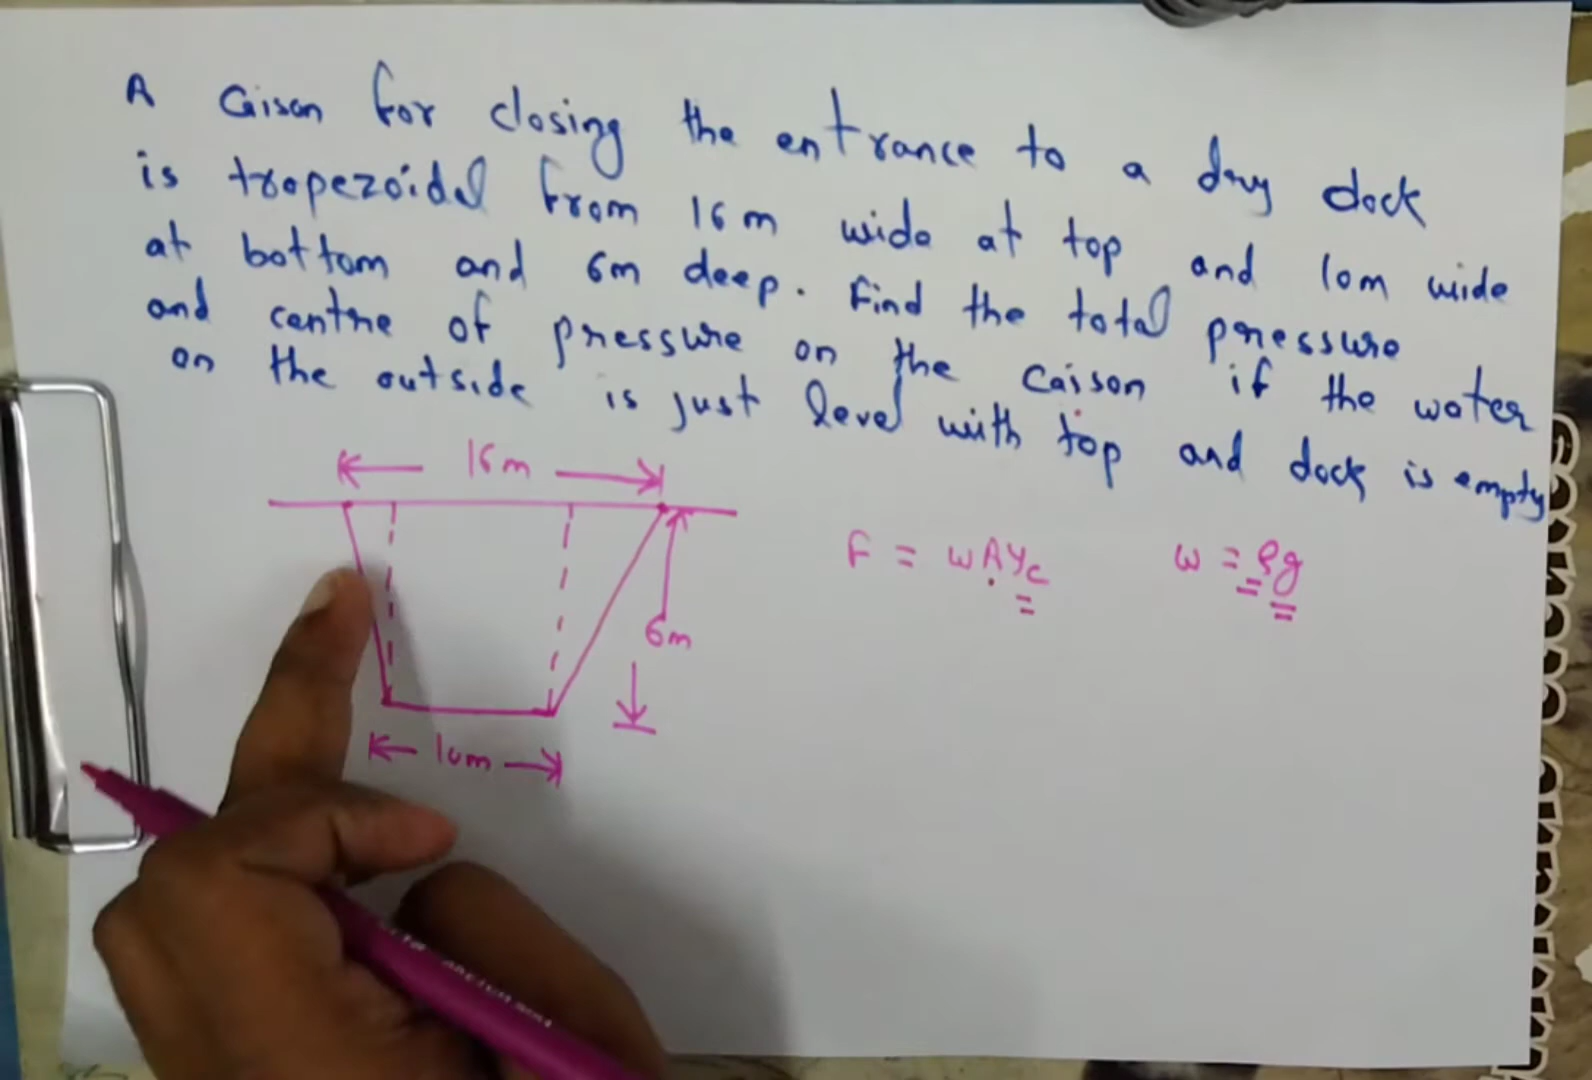 A Caison for closing the entrance to a dry dock
is tropezoidal from 16m wide at top and 10m wide
at bottom and 6m deep. Find the total pressure
and centre of pressure on the Caison if the water
on the outside is just level with top and dock is empty
16m
F = wAyc w = ρg
6m
10m